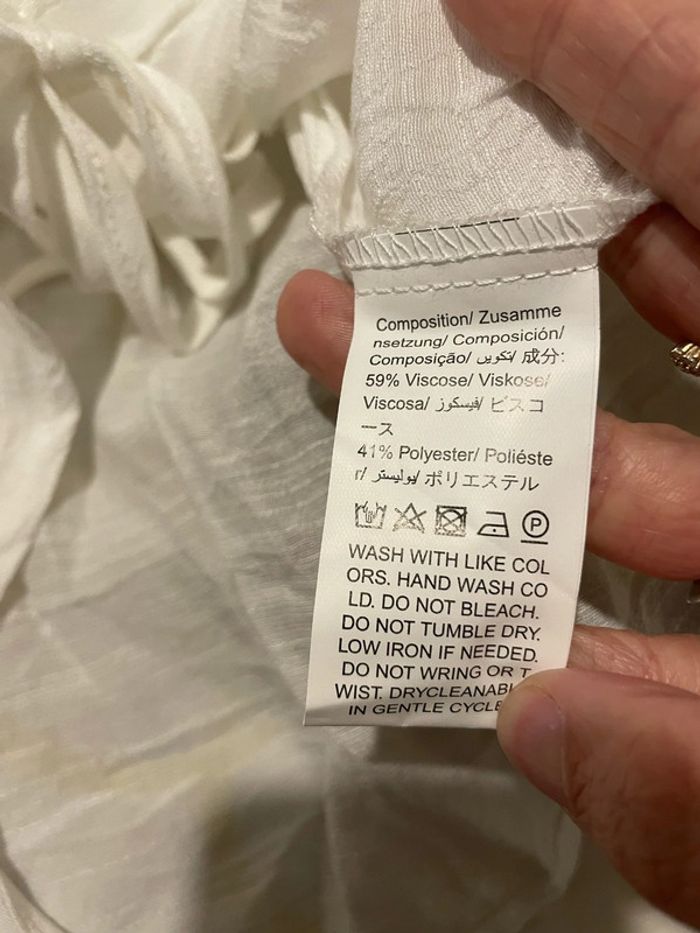 Composition/ Zusamme
nsetzung/ Composición/
Composição/ تكوين/ 成分:
59% Viscose/ Viskose/
Viscosa/ فيسكوز/ ビスコ
ース
41% Polyester/ Poliéste
r/ بوليستر/ ポリエステル
P
WASH WITH LIKE COL
ORS. HAND WASH CO
LD. DO NOT BLEACH.
DO NOT TUMBLE DRY.
LOW IRON IF NEEDED.
DO NOT WRING OR T
WIST. DRYCLEANABL
IN GENTLE CYCLE